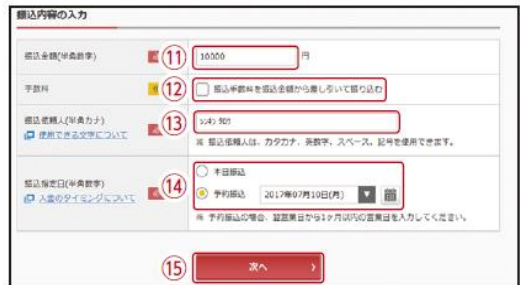 振込内容の入力
振込金額(半角数字)
⑪
10000
円
手数料
⑫
振込手数料を振込金額から差し引いて振り込む
振込依頼人(半角カナ)
使用できる文字について
⑬
※ 振込依頼人は、カタカナ、英数字、スペース、記号を使用できます。
振込指定日(半角数字)
入金のタイミングについて
⑭
本日振込
予約振込
2017年07月10日(月)
※ 予約振込の場合、翌営業日から1ヶ月以内の営業日を入力してください。
⑮
次へ